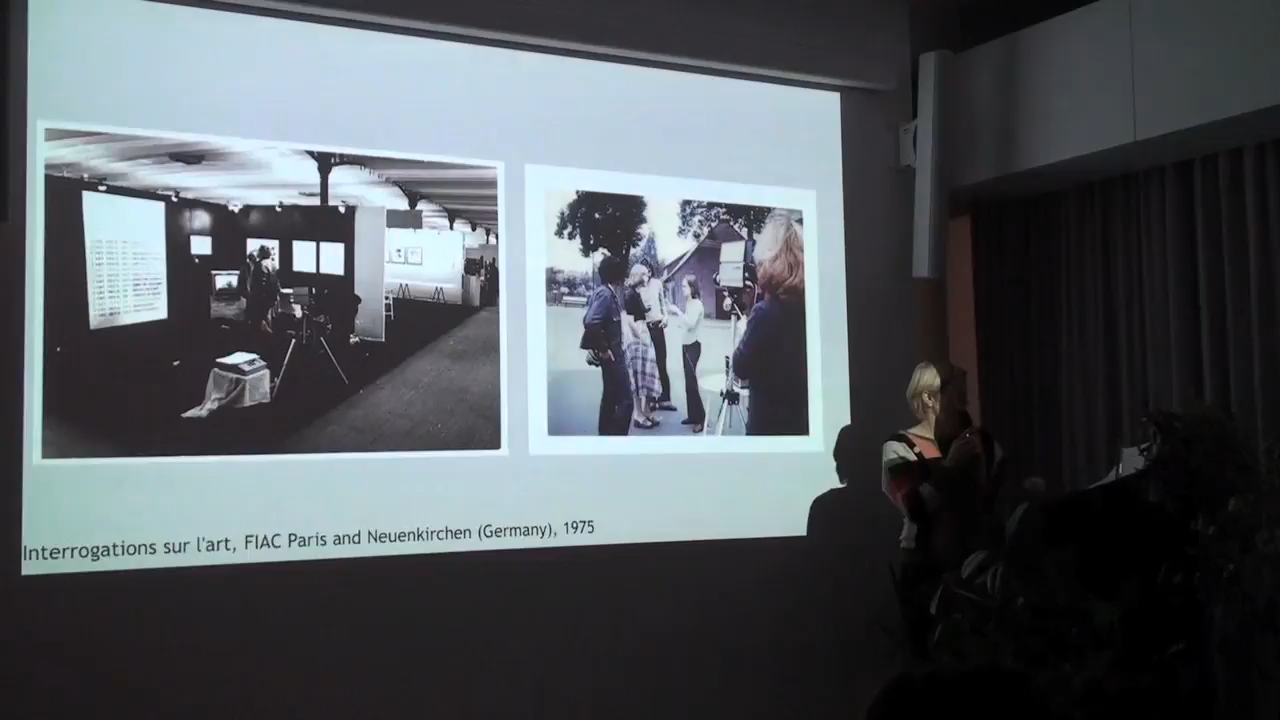 Interrogations sur l'art, FIAC Paris and Neuenkirchen (Germany), 1975